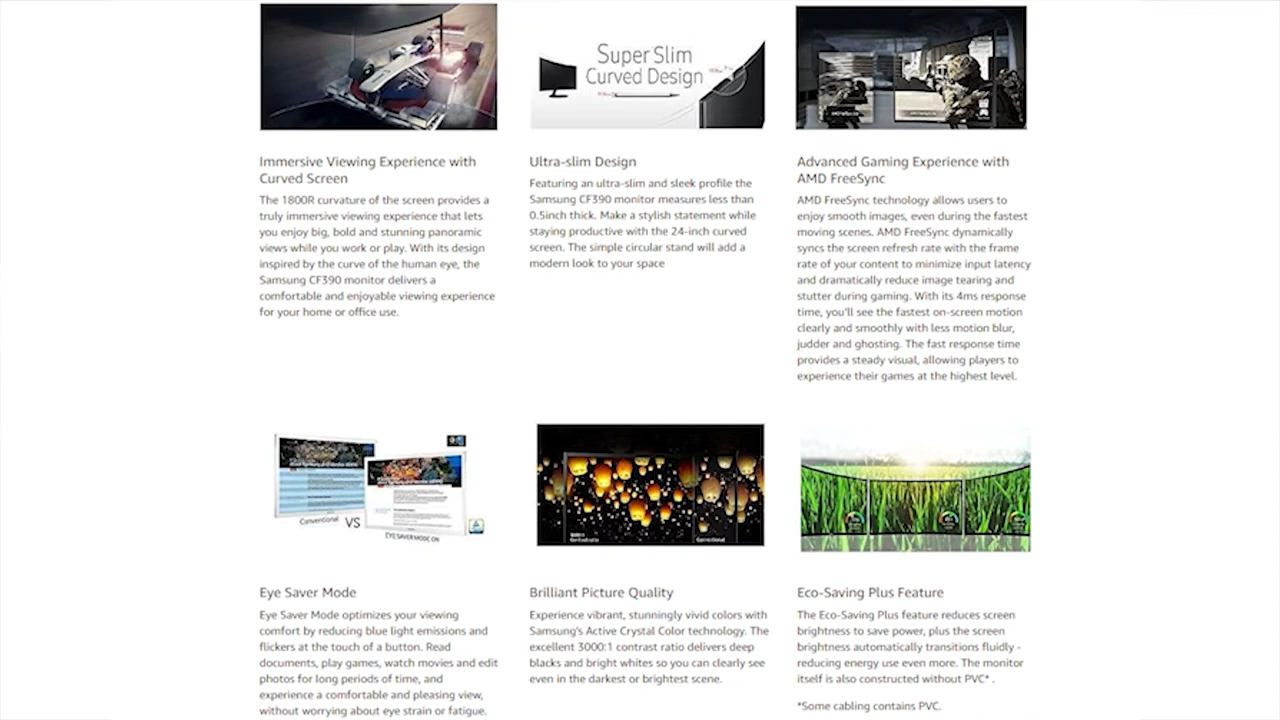 Super Slim
Curved Design
Immersive Viewing Experience with
Curved Screen
The 1800R curvature of the screen provides a
truly immersive viewing experience that lets
you enjoy big, bold and stunning panoramic
views while you work or play. With its design
inspired by the curve of the human eye, the
Samsung CF390 monitor delivers a
comfortable and enjoyable viewing experience
for your home or office use.
Ultra-slim Design
Featuring an ultra-slim and sleek profile the
Samsung CF390 monitor measures less than
0.5inch thick. Make a stylish statement while
staying productive with the 24-inch curved
screen. The simple circular stand will add a
modern look to your space
Advanced Gaming Experience with
AMD FreeSync
AMD FreeSync technology allows users to
enjoy smooth images, even during the fastest
moving scenes. AMD FreeSync dynamically
syncs the screen refresh rate with the frame
rate of your content to minimize input latency
and dramatically reduce image tearing and
stutter during gaming. With its 4ms response
time, you'll see the fastest on-screen motion
clearly and smoothly with less motion blur,
judder and ghosting. The fast response time
provides a steady visual, allowing players to
experience their games at the highest level.
Conventional
VS
EYE SAVER MODE ON
Conventional
Eye Saver Mode
Eye Saver Mode optimizes your viewing
comfort by reducing blue light emissions and
flickers at the touch of a button. Read
documents, play games, watch movies and edit
photos for long periods of time, and
experience a comfortable and pleasing view,
without worrying about eye strain or fatigue.
Brilliant Picture Quality
Experience vibrant, stunningly vivid colors with
Samsung's Active Crystal Color technology. The
excellent 3000:1 contrast ratio delivers deep
blacks and bright whites so you can clearly see
even in the darkest or brightest scene.
Eco-Saving Plus Feature
The Eco-Saving Plus feature reduces screen
brightness to save power, plus the screen
brightness automatically transitions fluidly -
reducing energy use even more. The monitor
itself is also constructed without PVC* .
*Some cabling contains PVC.